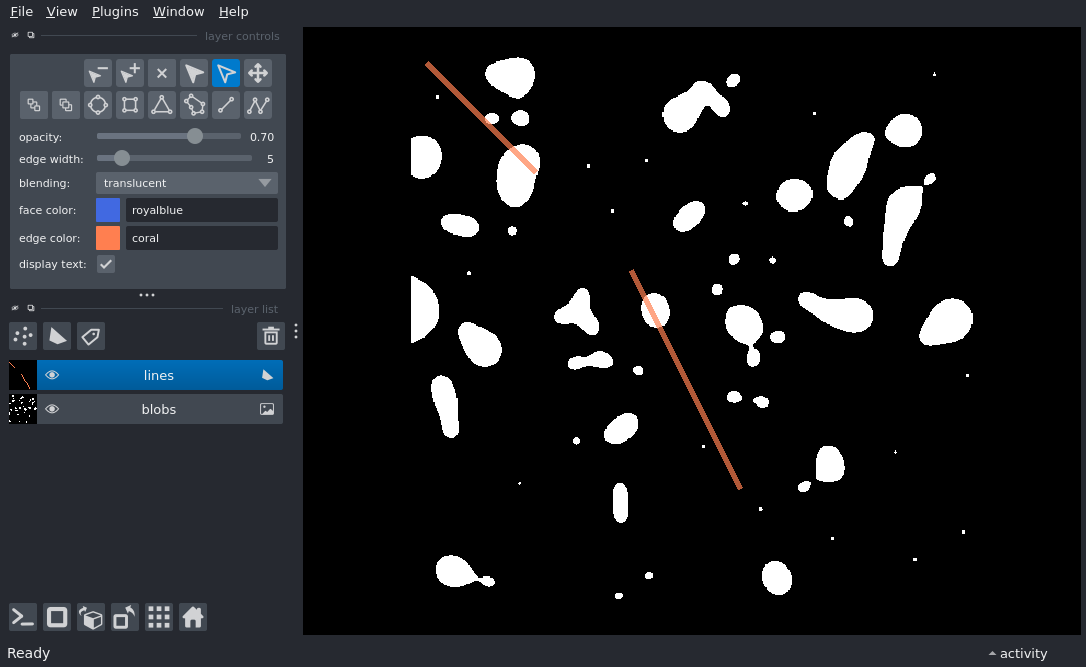 File View Plugins Window Help
layer controls
opacity: 0.70
edge width: 5
blending: translucent
face color: royalblue
edge color: coral
display text:
layer list
lines
blobs
Ready
activity